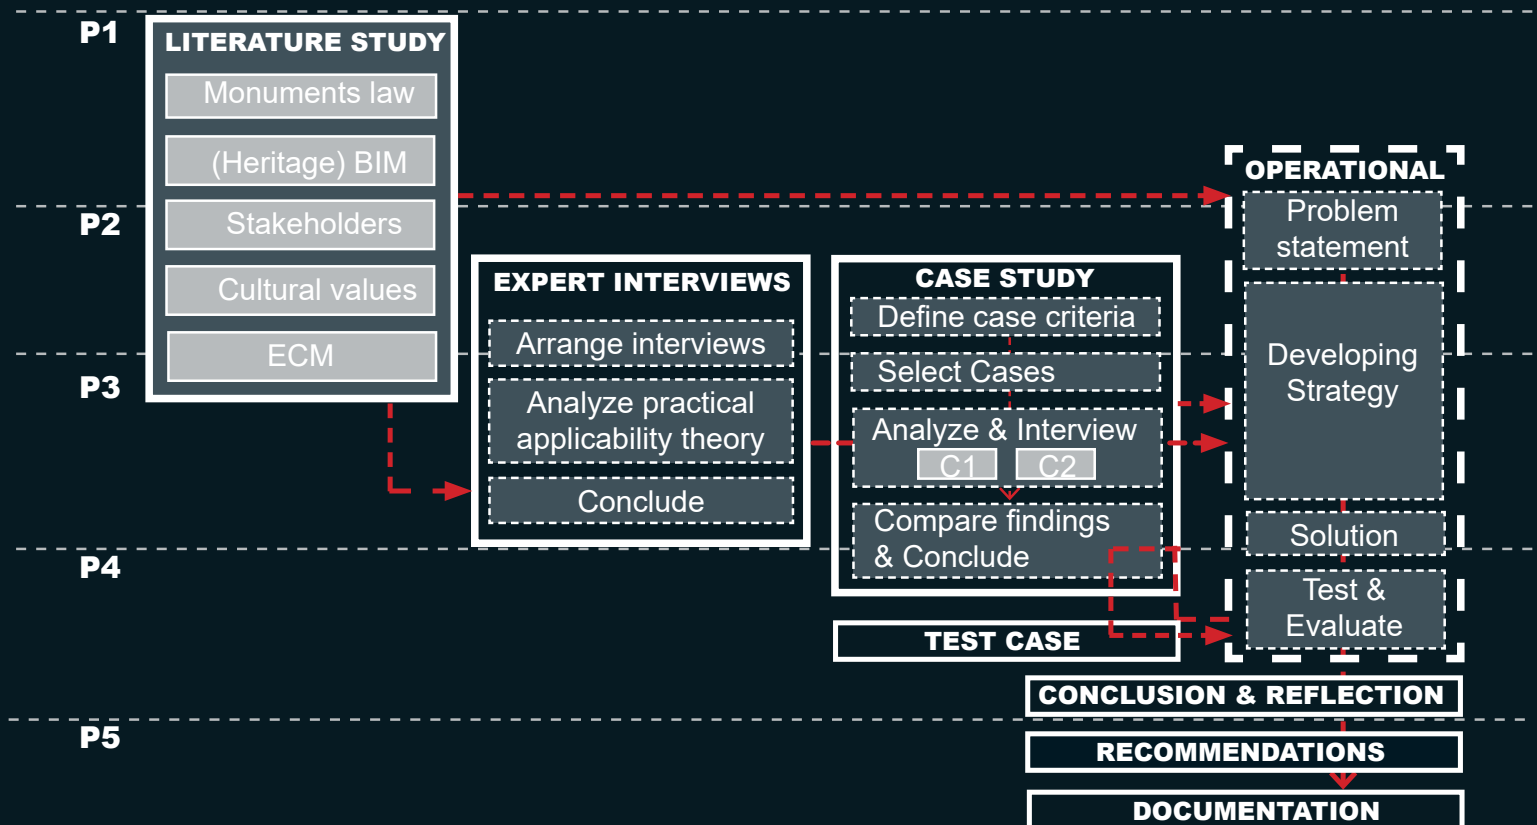 P1
LITERATURE STUDY
Monuments law
(Heritage) BIM
Stakeholders
Cultural values
ECM
P2
P3
P4
P5
EXPERT INTERVIEWS
Arrange interviews
Analyze practical
applicability theory
Conclude
CASE STUDY
Define case criteria
Select Cases
Analyze & Interview
C1
C2
Compare findings
& Conclude
TEST CASE
OPERATIONAL
Problem
statement
Developing
Strategy
Solution
Test &
Evaluate
CONCLUSION & REFLECTION
RECOMMENDATIONS
DOCUMENTATION